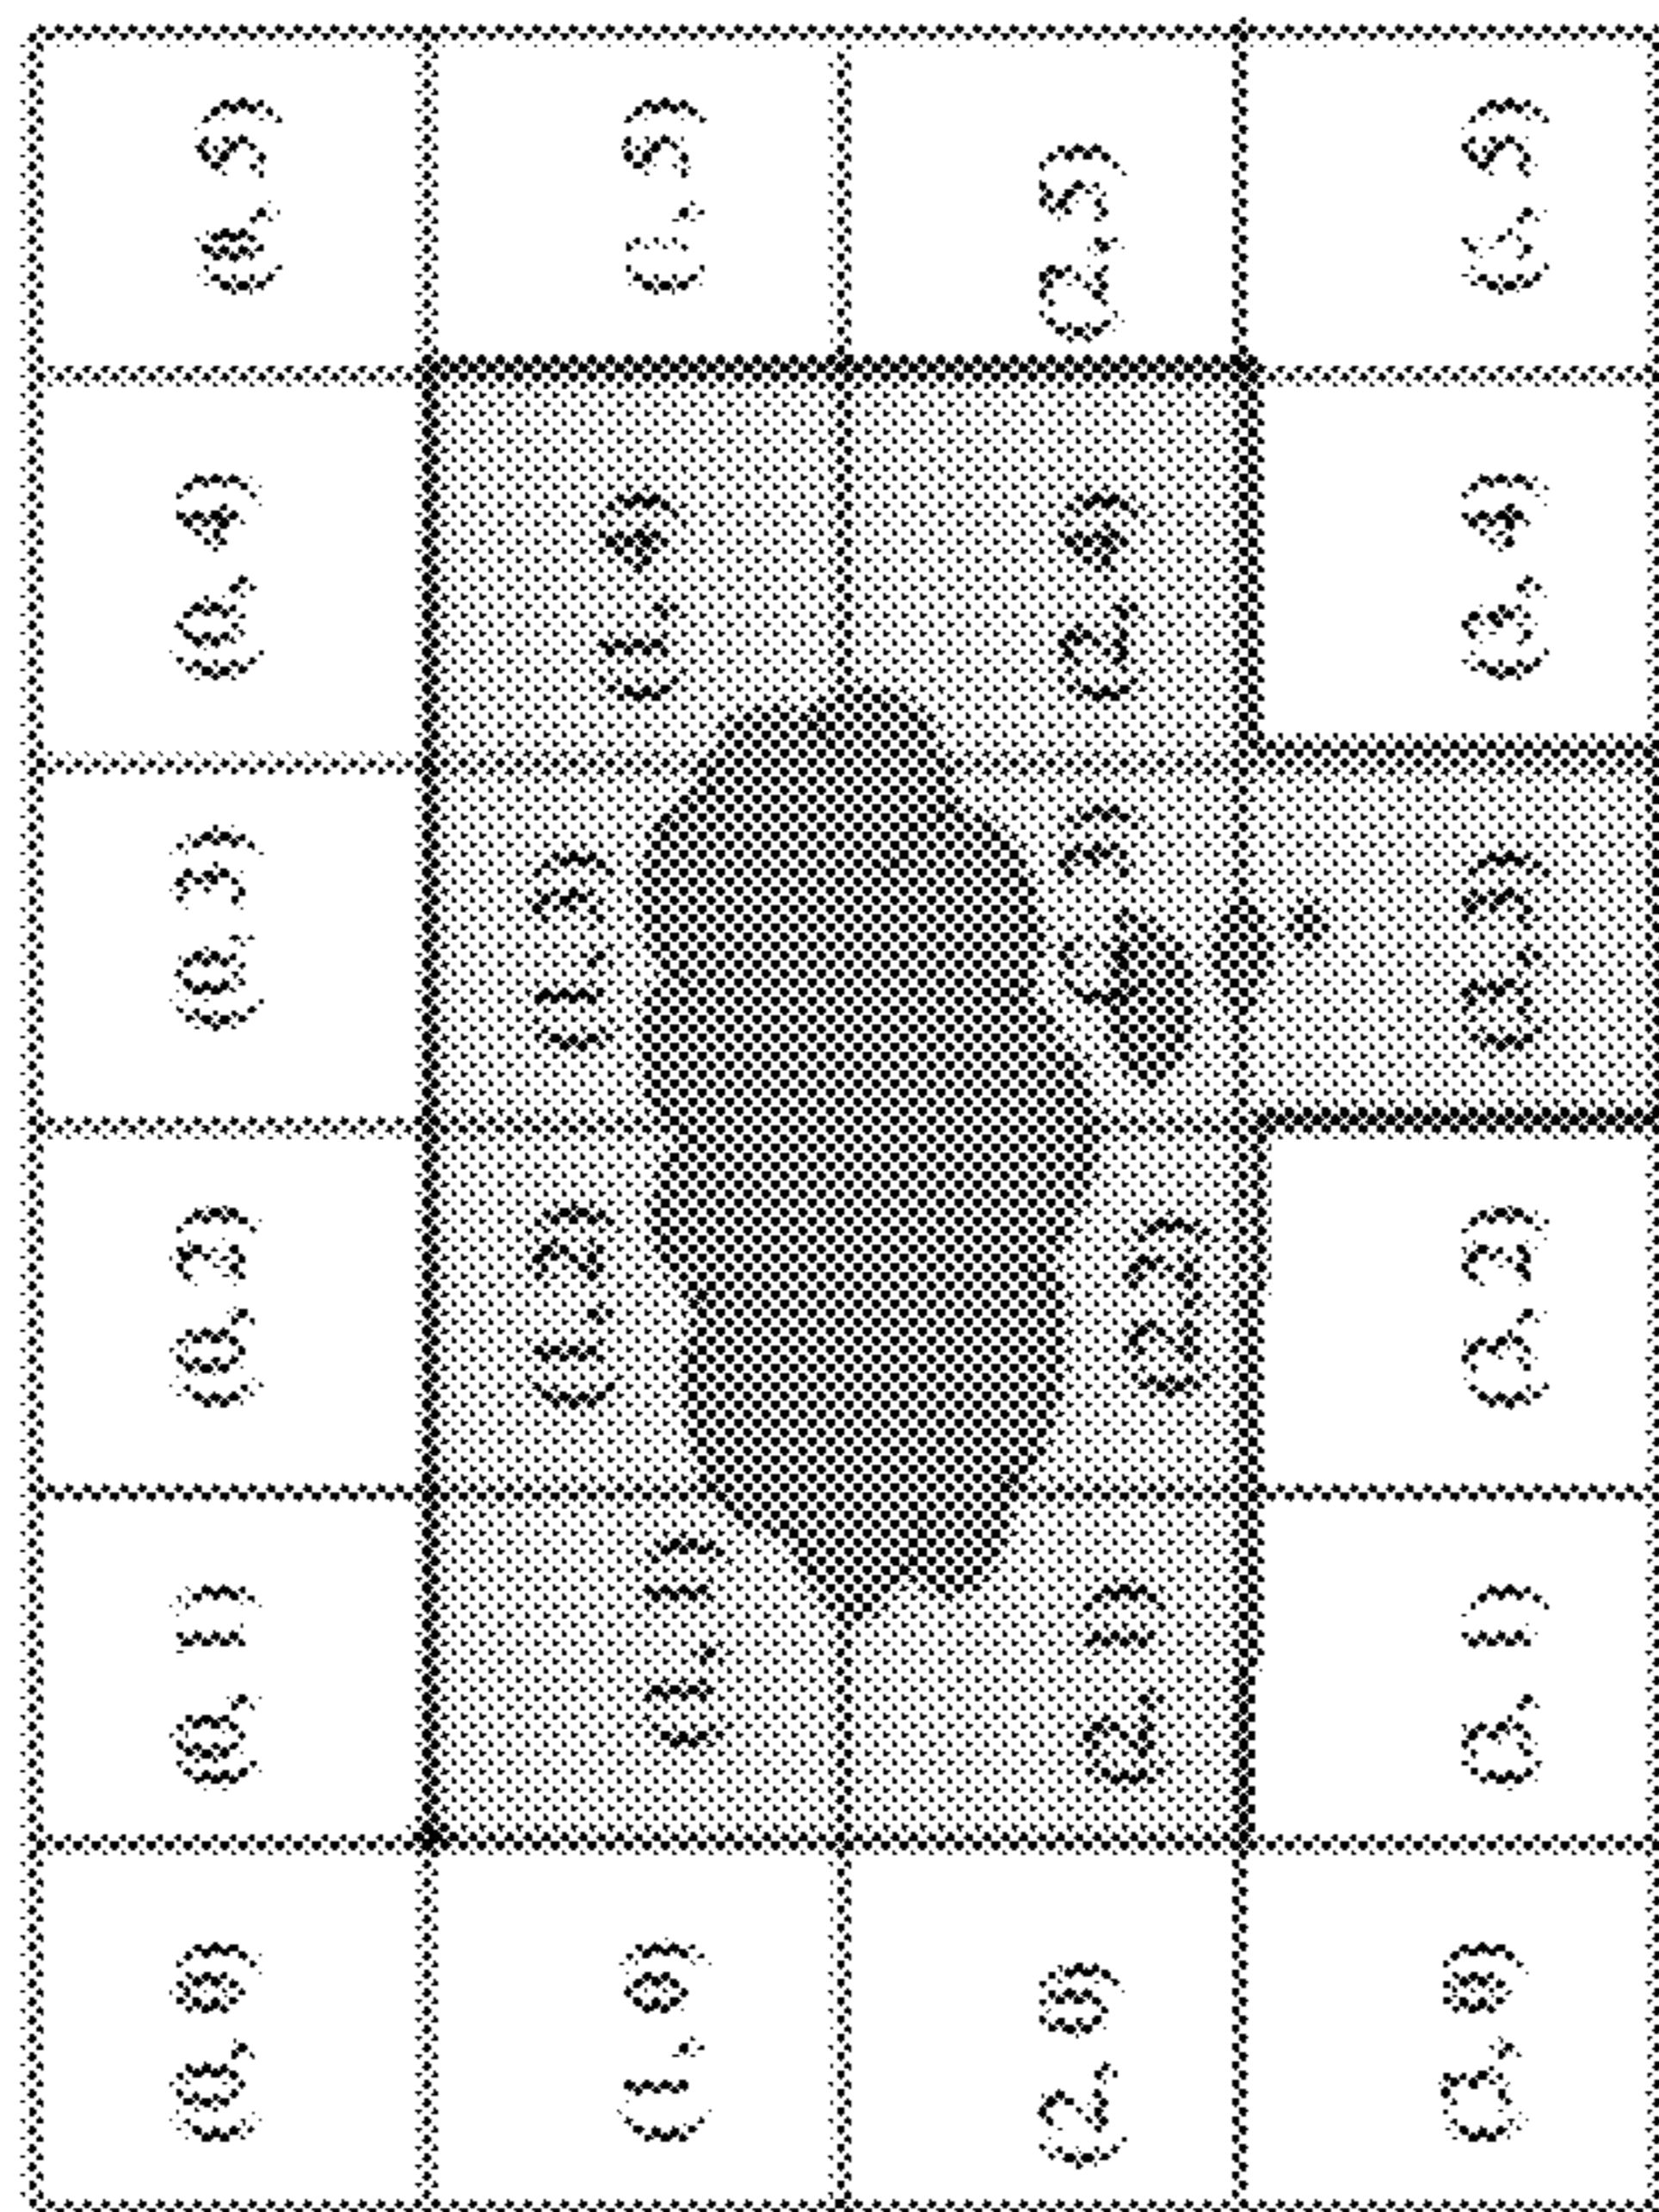 (0, 0) (0, 1) (0, 2) (0, 3) (0, 4) (0, 5)
(1, 0) (1, 1) (1, 2) (1, 3) (1, 4) (1, 5)
(2, 0) (2, 1) (2,2) (2, 3) (2, 4) (2, 5)
(3, 0) (3, 1) (3, 2) (3, 3) (3, 4) (3, 5)